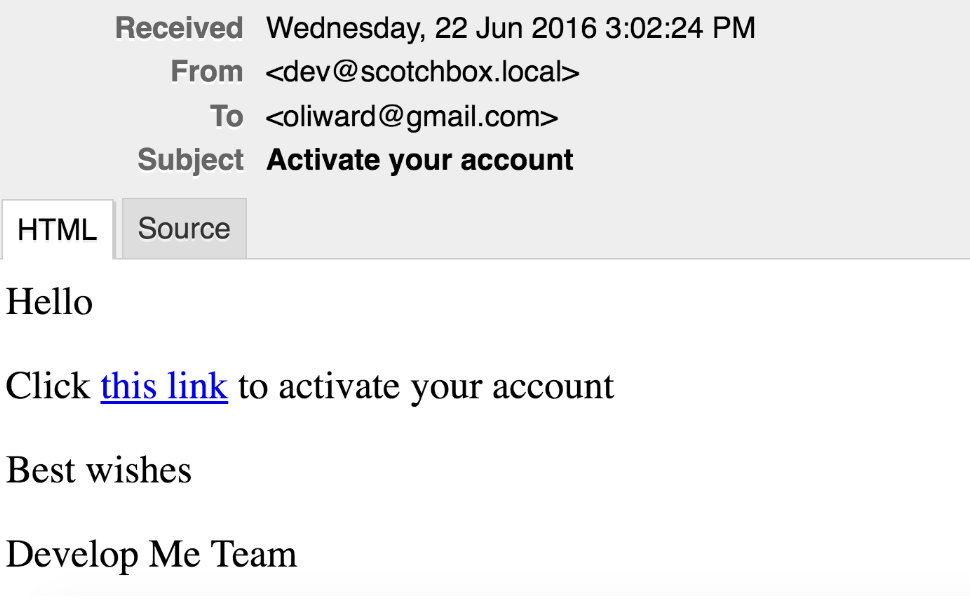 Received Wednesday, 22 Jun 2016 3:02:24 PM
From <dev@scotchbox.local>
To <oliward@gmail.com>
Subject Activate your account
HTML Source
Hello
Click this link to activate your account
Best wishes
Develop Me Team